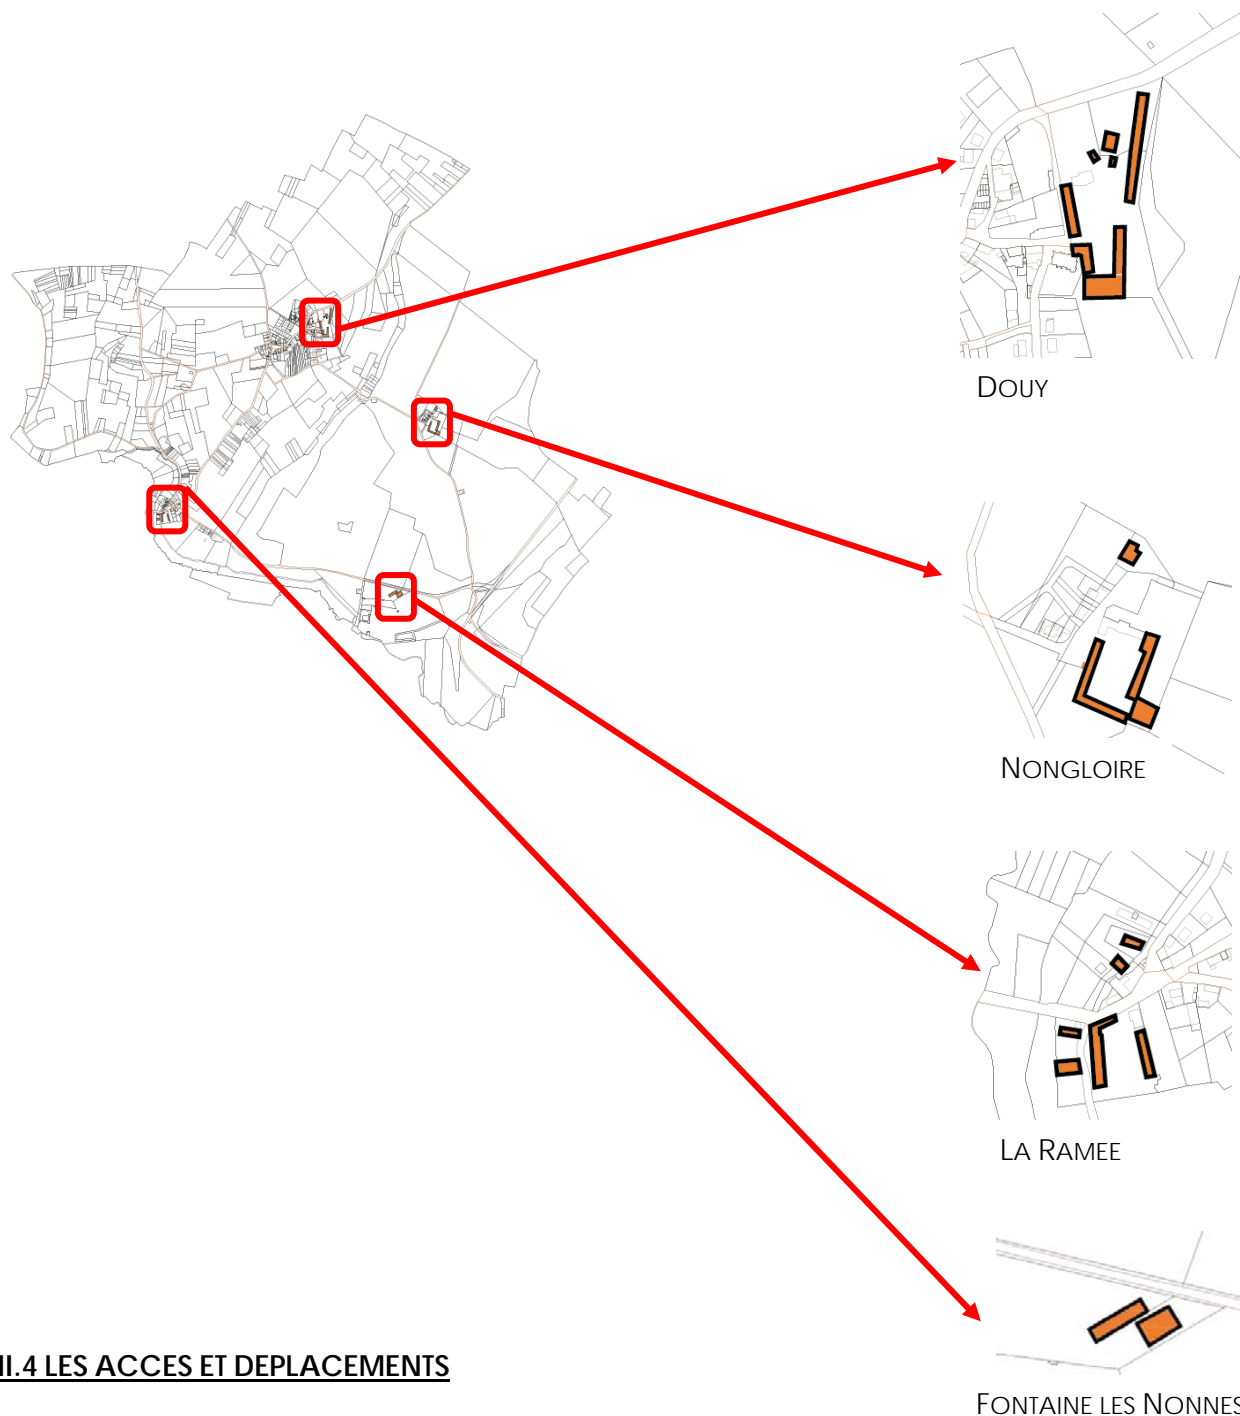 DOUY
NONGLOIRE
LA RAMEE
II.4 LES ACCES ET DEPLACEMENTS
FONTAINE LES NONNES